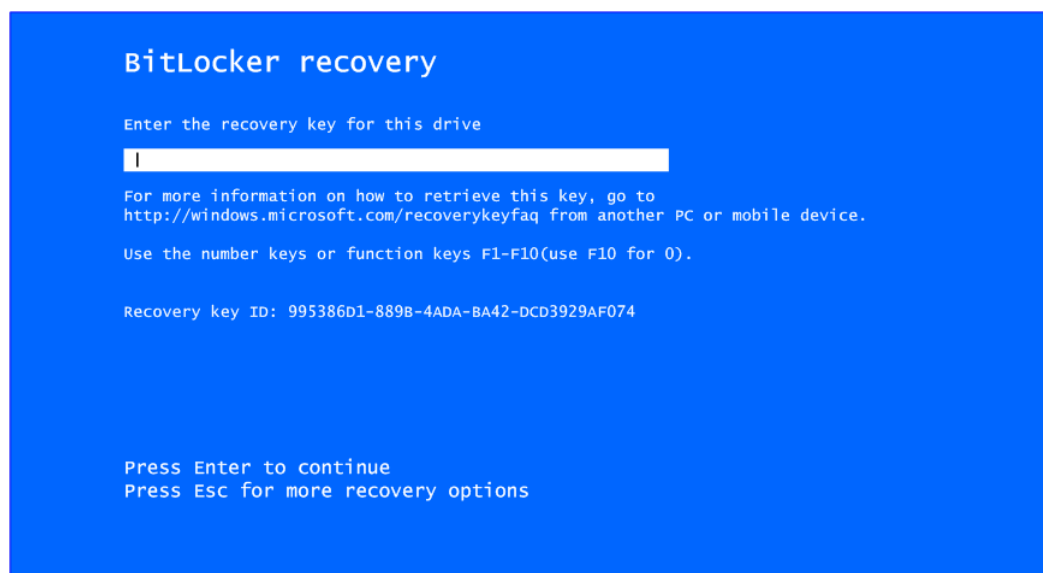 BitLocker recovery
Enter the recovery key for this drive
For more information on how to retrieve this key, go to
http://windows.microsoft.com/recoverykeyfaq from another PC or mobile device.
Use the number keys or function keys F1-F10(use F10 for 0).
Recovery key ID: 995386D1-889B-4ADA-BA42-DCD3929AF074
Press Enter to continue
Press Esc for more recovery options